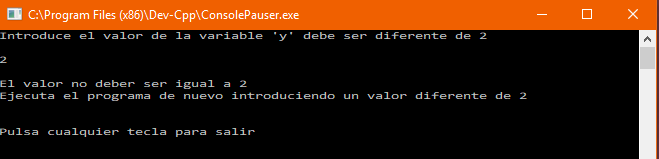 C:\Program Files (x86)\Dev-Cpp\ConsolePauser.exe
Introduce el valor de la variable 'y' debe ser diferente de 2
2
El valor no deber ser igual a 2
Ejecuta el programa de nuevo introduciendo un valor diferente de 2
Pulsa cualquier tecla para salir